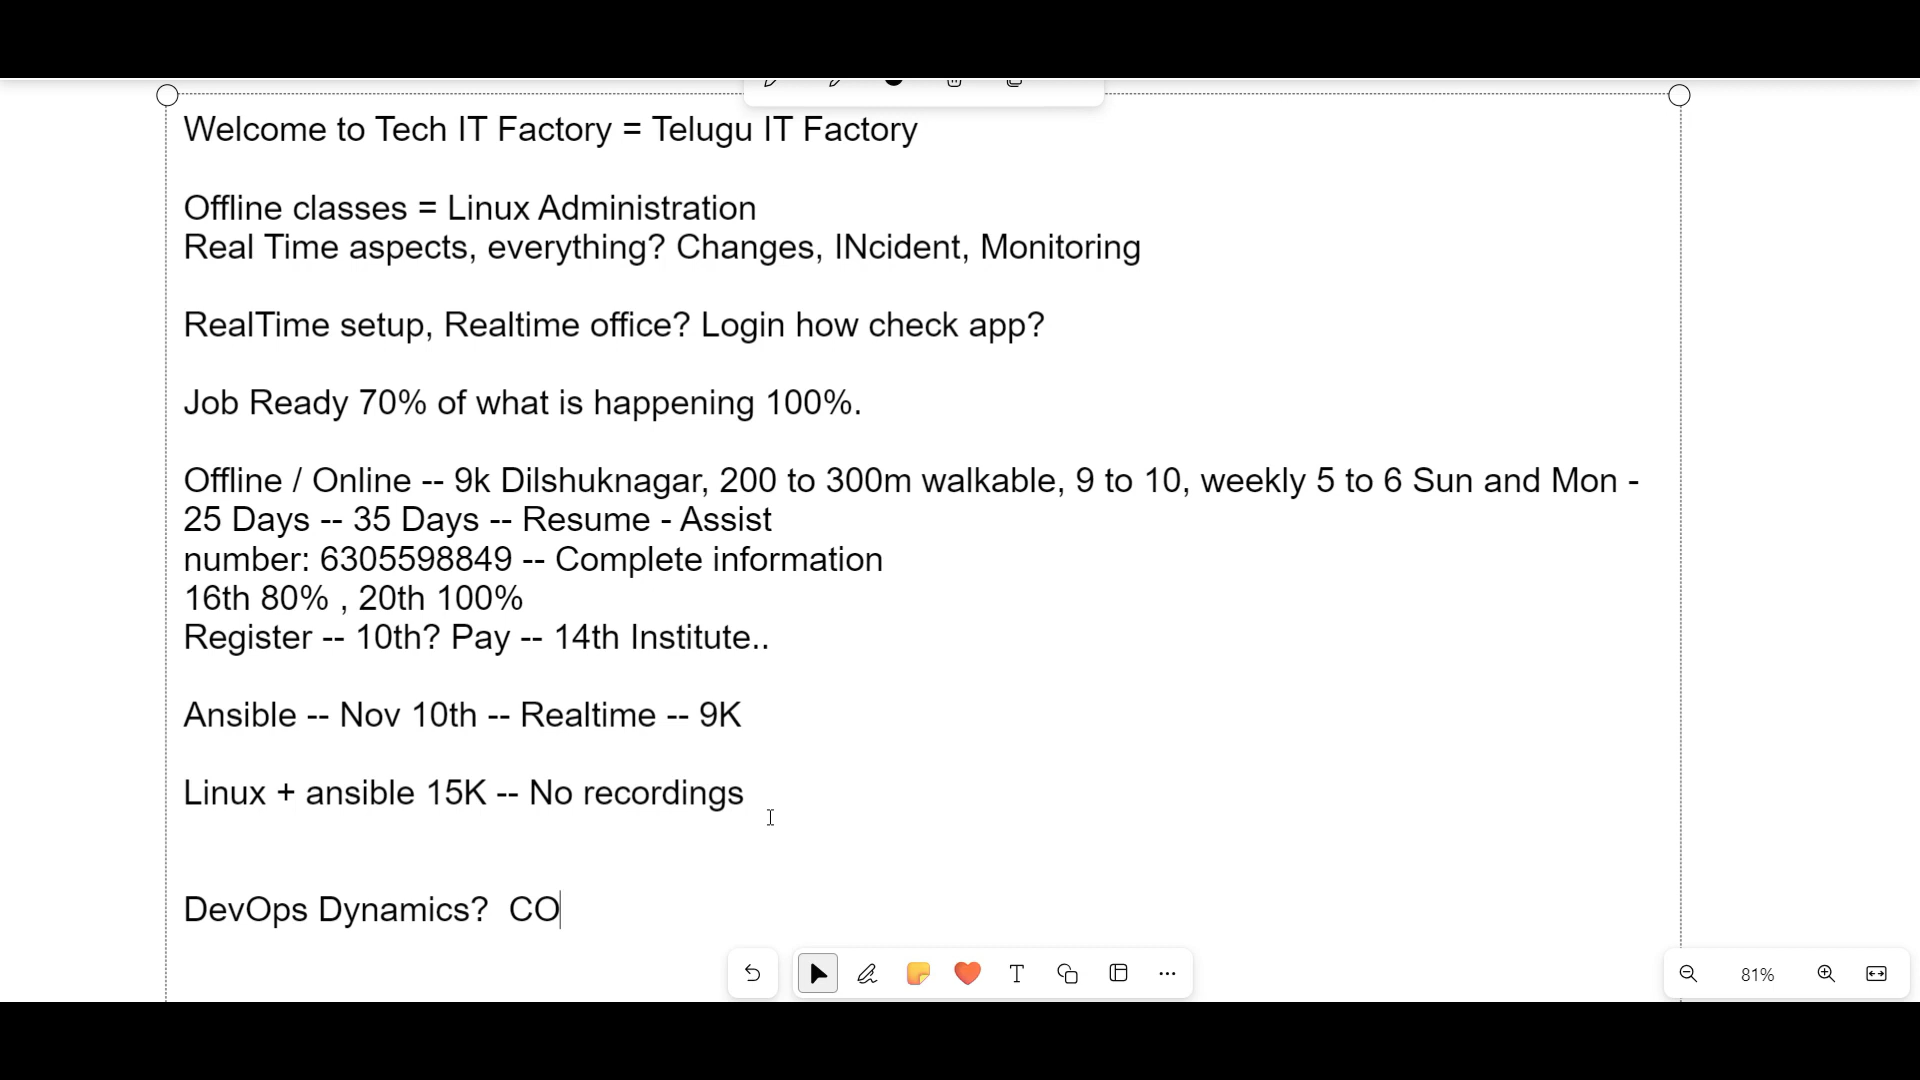 Welcome to Tech IT Factory = Telugu IT Factory
Offline classes = Linux Administration
Real Time aspects, everything? Changes, INcident, Monitoring
RealTime setup, Realtime office? Login how check app?
Job Ready 70% of what is happening 100%.
Offline / Online -- 9k Dilshuknagar, 200 to 300m walkable, 9 to 10, weekly 5 to 6 Sun and Mon -
25 Days -- 35 Days -- Resume - Assist
number: 6305598849 -- Complete information
16th 80% , 20th 100%
Register -- 10th? Pay -- 14th Institute..
Ansible -- Nov 10th -- Realtime -- 9K
Linux + ansible 15K -- No recordings
DevOps Dynamics?  CO
81%